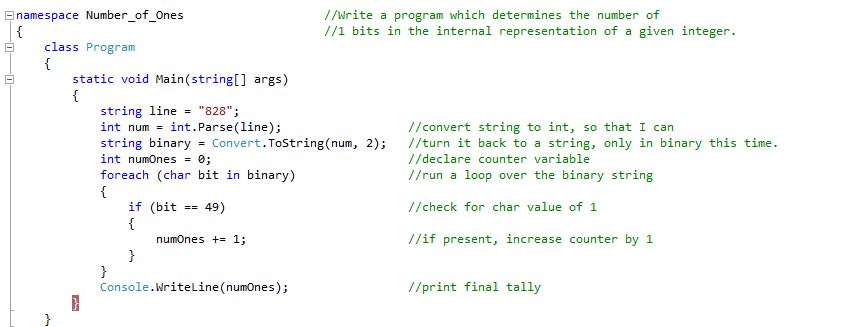 namespace Number_of_Ones //Write a program which determines the number of
{ //1 bits in the internal representation of a given integer.
class Program
{
static void Main(string[] args)
{
string line = "828";
int num = int.Parse(line); //convert string to int, so that I can
string binary = Convert.ToString(num, 2); //turn it back to a string, only in binary this time.
int numOnes = 0; //declare counter variable
foreach (char bit in binary) //run a loop over the binary string
{
if (bit == 49) //check for char value of 1
{
numOnes += 1; //if present, increase counter by 1
}
}
Console.WriteLine(numOnes); //print final tally
}
}